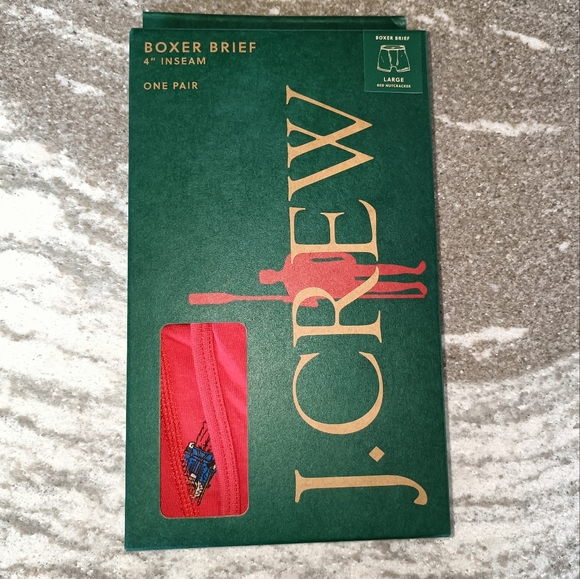 BOXER BRIEF
4" INSEAM
ONE PAIR
BOXER BRIEF
LARGE
RED NUTCRACKER
J.CREW